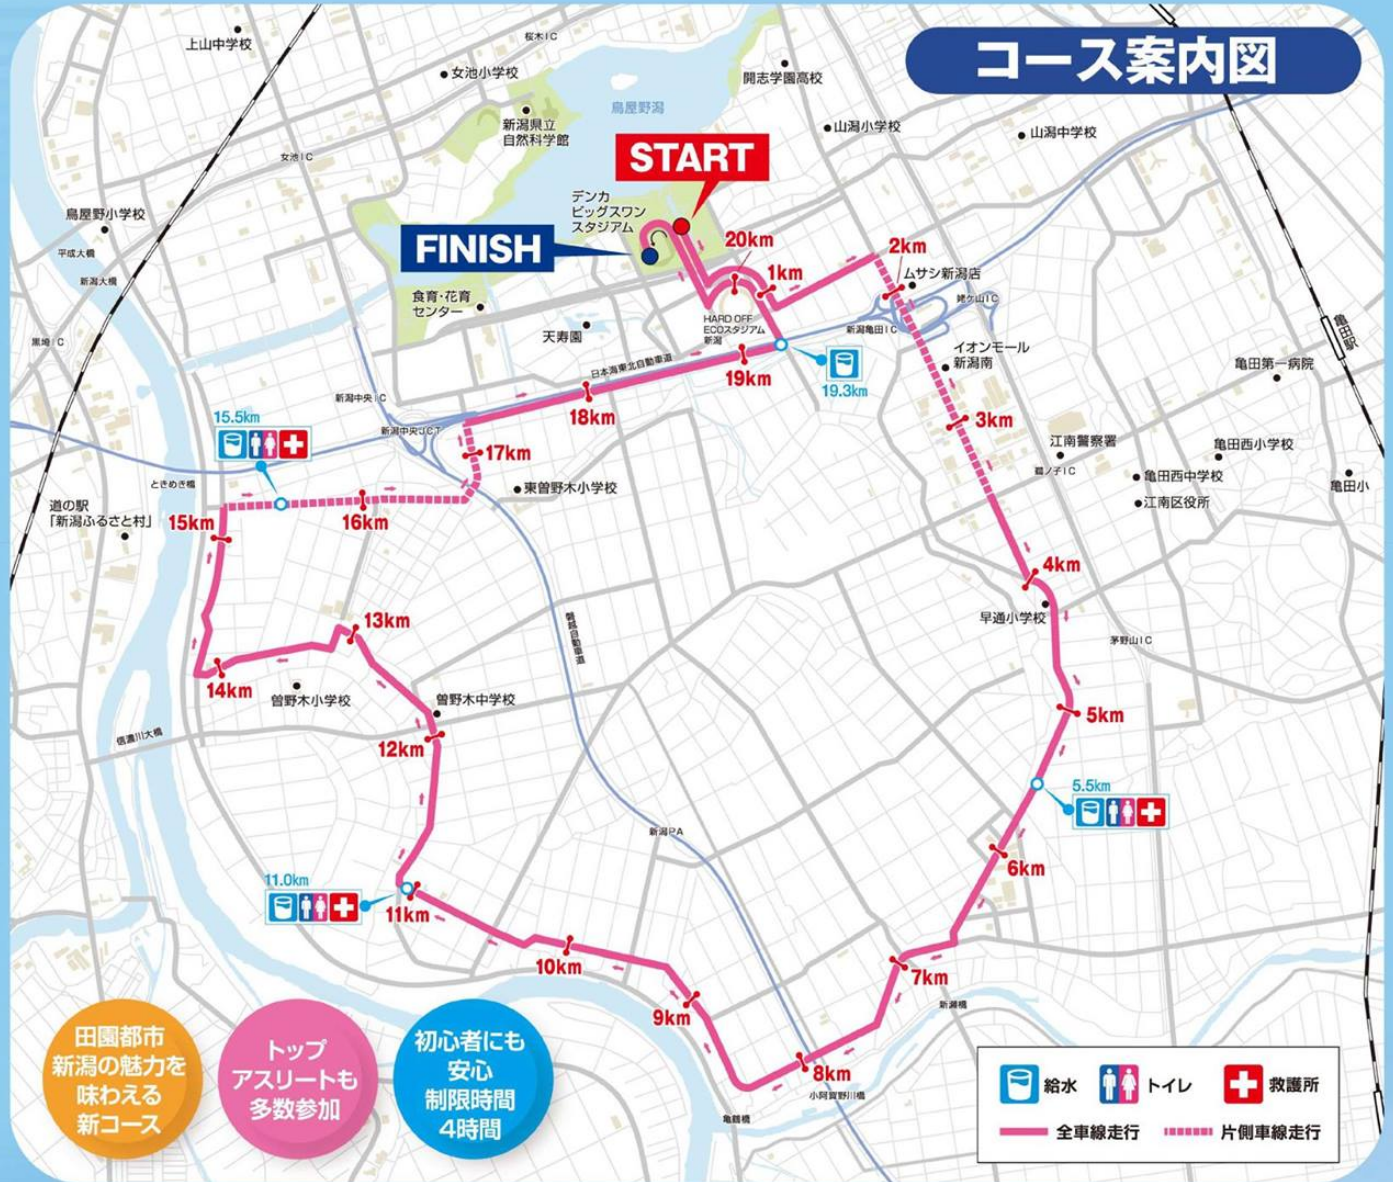 コース案内図
上山中学校
桜木IC
女池小学校
開志学園高校
鳥屋野潟
新潟県立
自然科学館
山潟小学校
山潟中学校
女池IC
START
デンカ
ビッグスワン
スタジアム
鳥屋野小学校
平成大橋
新潟大橋
FINISH
20km
1km
2km
ムサシ新潟店
姥ケ山IC
食育・花育
センター
天寿園
HARD OFF
ECOスタジアム
新潟
新潟亀田IC
亀田駅
黒埼IC
イオンモール
新潟南
亀田第一病院
日本海東北自動車道
19km
19.3km
18km
新潟中央IC
新潟中央JCT
15.5km
17km
3km
江南警察署
鵜ノ子IC
亀田西小学校
亀田西中学校
亀田小
江南区役所
ときめき橋
東曽野木小学校
道の駅
「新潟ふるさと村」
15km
16km
4km
早通小学校
茅野山IC
磐越自動車道
13km
14km
曽野木小学校
曽野木中学校
信濃川大橋
12km
5km
5.5km
新潟PA
6km
11.0km
11km
10km
7km
新瀬橋
9km
8km
小阿賀野川橋
亀鶴橋
田園都市
新潟の魅力を
味わえる
新コース
トップ
アスリートも
多数参加
初心者にも
安心
制限時間
4時間
給水
トイレ
救護所
全車線走行
片側車線走行